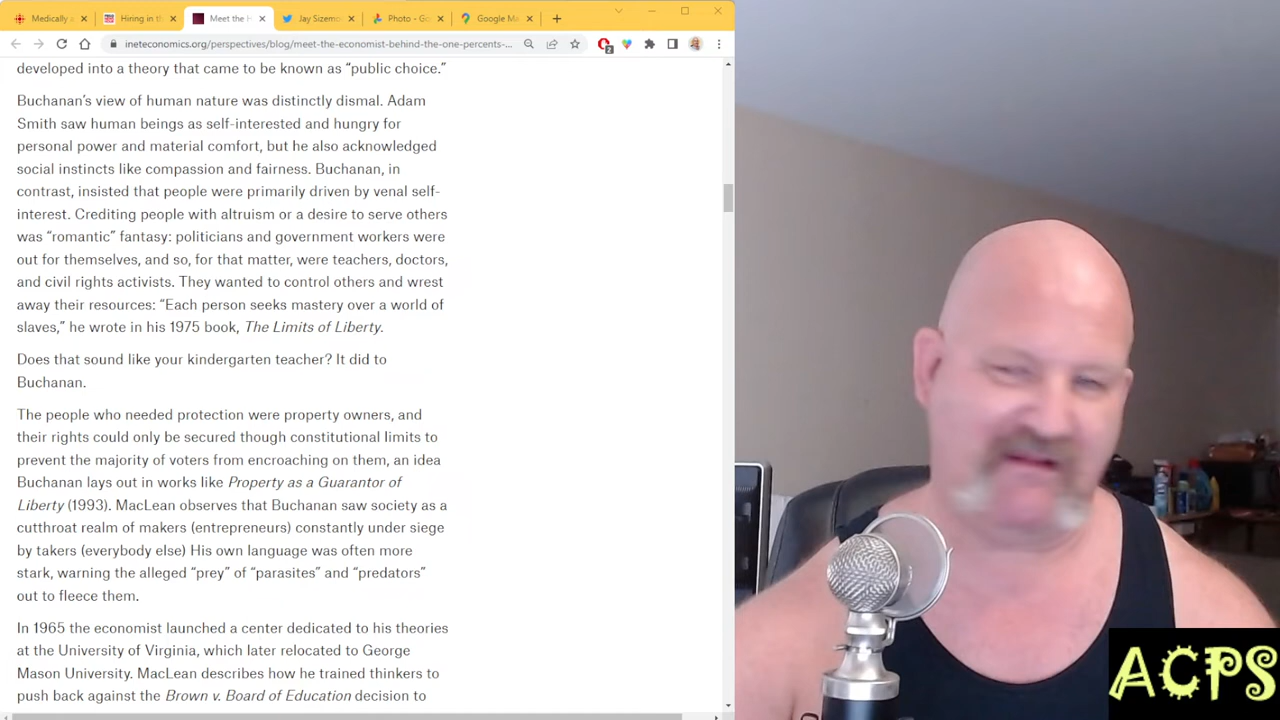 Medically a
Hiring in th
Meet the H
Jay Sizemo
Photo - Goo
Google Ma
ineteconomics.org/perspectives/blog/meet-the-economist-behind-the-one-percents-...
2
developed into a theory that came to be known as “public choice.”
Buchanan’s view of human nature was distinctly dismal. Adam
Smith saw human beings as self-interested and hungry for
personal power and material comfort, but he also acknowledged
social instincts like compassion and fairness. Buchanan, in
contrast, insisted that people were primarily driven by venal self-
interest. Crediting people with altruism or a desire to serve others
was “romantic” fantasy: politicians and government workers were
out for themselves, and so, for that matter, were teachers, doctors,
and civil rights activists. They wanted to control others and wrest
away their resources: “Each person seeks mastery over a world of
slaves,” he wrote in his 1975 book, The Limits of Liberty.
Does that sound like your kindergarten teacher? It did to
Buchanan.
The people who needed protection were property owners, and
their rights could only be secured though constitutional limits to
prevent the majority of voters from encroaching on them, an idea
Buchanan lays out in works like Property as a Guarantor of
Liberty (1993). MacLean observes that Buchanan saw society as a
cutthroat realm of makers (entrepreneurs) constantly under siege
by takers (everybody else) His own language was often more
stark, warning the alleged “prey” of “parasites” and “predators”
out to fleece them.
In 1965 the economist launched a center dedicated to his theories
at the University of Virginia, which later relocated to George
Mason University. MacLean describes how he trained thinkers to
push back against the Brown v. Board of Education decision to
ACPS